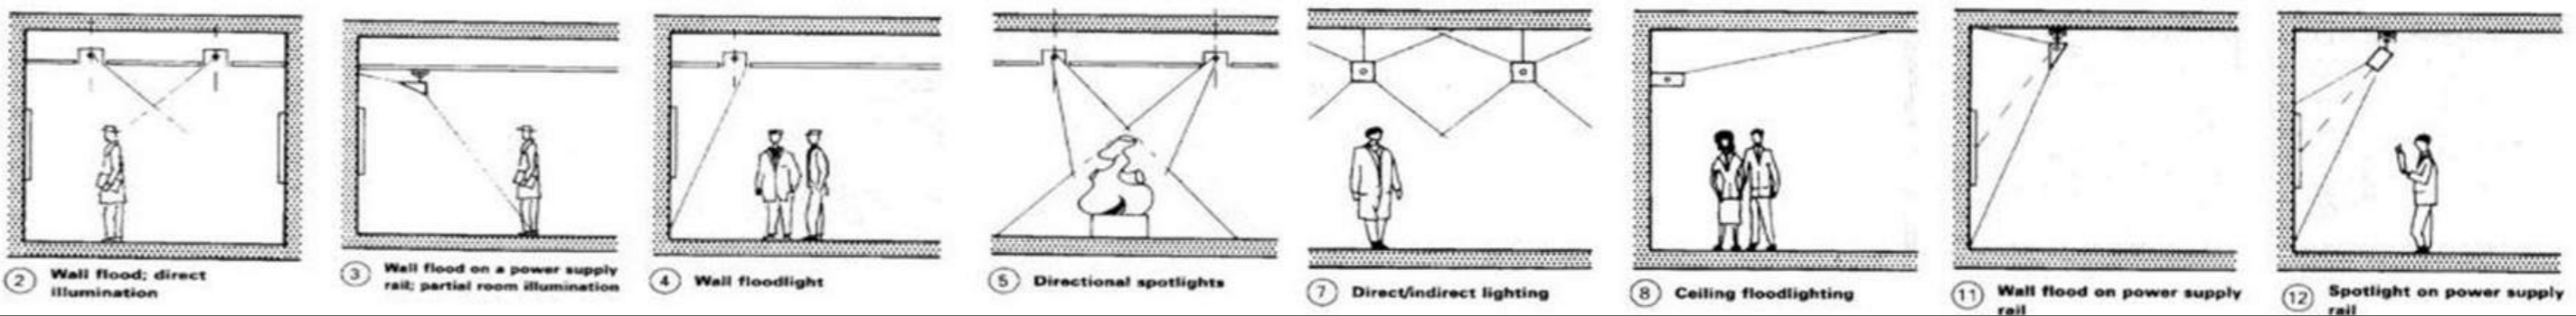 2 Wall flood; direct
illumination
3 Wall flood on a power supply
rail; partial room illumination
4 Wall floodlight
5 Directional spotlights
7 Direct/indirect lighting
8 Ceiling floodlighting
11 Wall flood on power supply
rail
12 Spotlight on power supply
rail